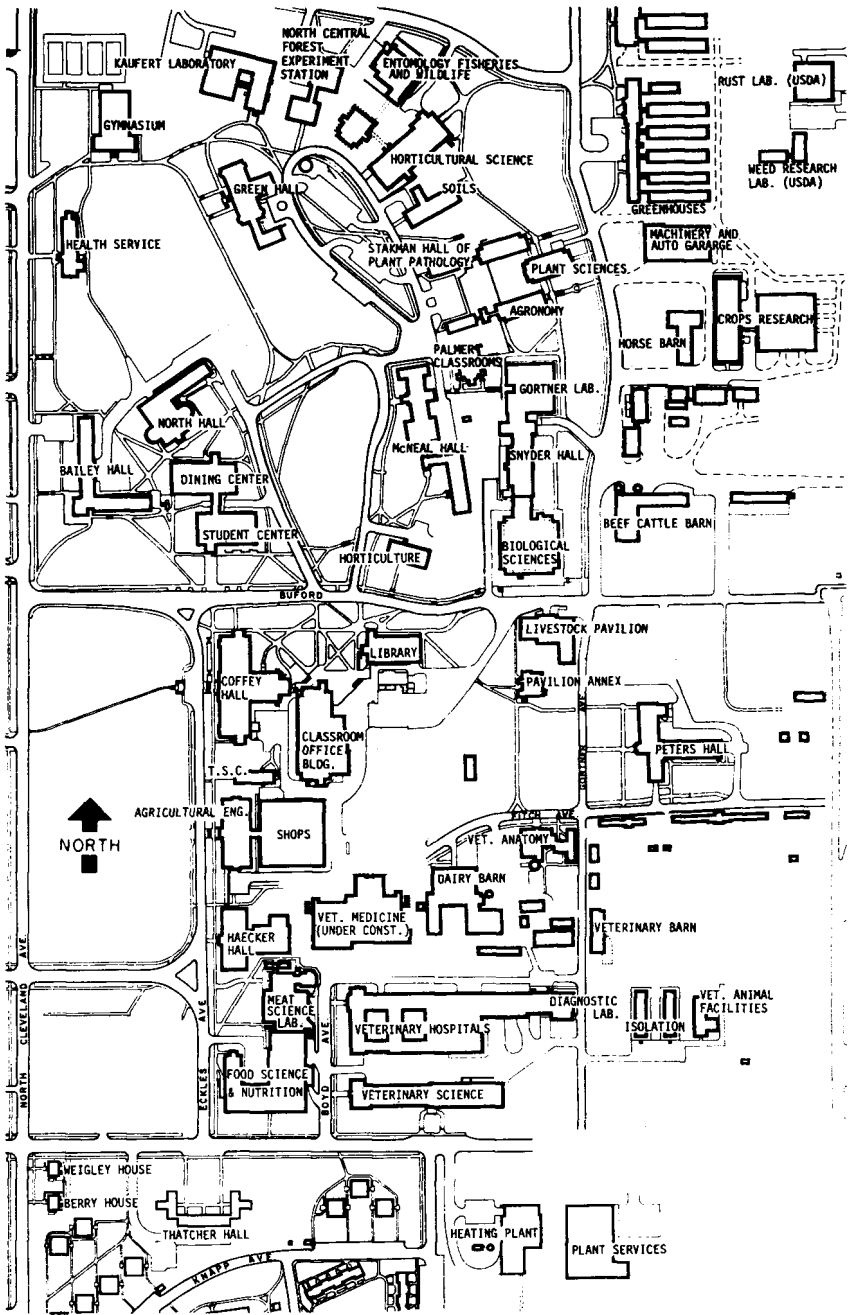 NORTH CENTRAL
FOREST
EXPERIMENT
STATION
KAUFERT LABORATORY
ENTOMOLOGY FISHERIES
AND WILDLIFE
RUST LAB. (USDA)
GYMNASIUM
HORTICULTURAL SCIENCE
WEED RESEARCH
LAB. (USDA)
GREEN HALL
SOILS
GREENHOUSES
HEALTH SERVICE
STAKMAN HALL OF
PLANT PATHOLOGY
MACHINERY AND
AUTO GARAGE
PLANT SCIENCES
AGRONOMY
CROPS RESEARCH
HORSE BARN
PALMER
CLASSROOMS
GORTNER LAB.
NORTH HALL
McNEAL HALL
SNYDER HALL
BAILEY HALL
DINING CENTER
STUDENT CENTER
BEEF CATTLE BARN
HORTICULTURE
BIOLOGICAL
SCIENCES
BUFORD
LIVESTOCK PAVILION
LIBRARY
COFFEY
HALL
PAVILION ANNEX
CLASSROOM
OFFICE
BLDG.
GORTNER AVE
PETERS HALL
T.S.C.
AGRICULTURAL ENG.
SHOPS
NORTH
FITCH AVE
VET. ANATOMY
DAIRY BARN
VET. MEDICINE
(UNDER CONST.)
HAECKER
HALL
VETERINARY BARN
NORTH CLEVELAND AVE
ECKLES AVE
BOYD AVE
MEAT
SCIENCE
LAB.
VETERINARY HOSPITALS
DIAGNOSTIC
LAB.
ISOLATION
VET. ANIMAL
FACILITIES
FOOD SCIENCE
& NUTRITION
VETERINARY SCIENCE
WEIGLEY HOUSE
BERRY HOUSE
THATCHER HALL
HEATING PLANT
PLANT SERVICES
KNAPP AVE